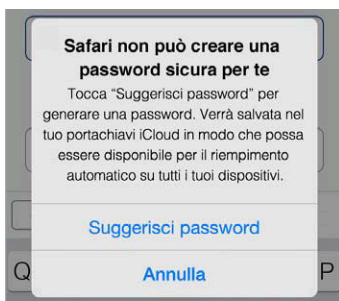 Safari non può creare una
password sicura per te
Tocca “Suggerisci password” per
generare una password. Verrà salvata nel
tuo portachiavi iCloud in modo che possa
essere disponibile per il riempimento
automatico su tutti i tuoi dispositivi.
Suggerisci password
Annulla
Q P